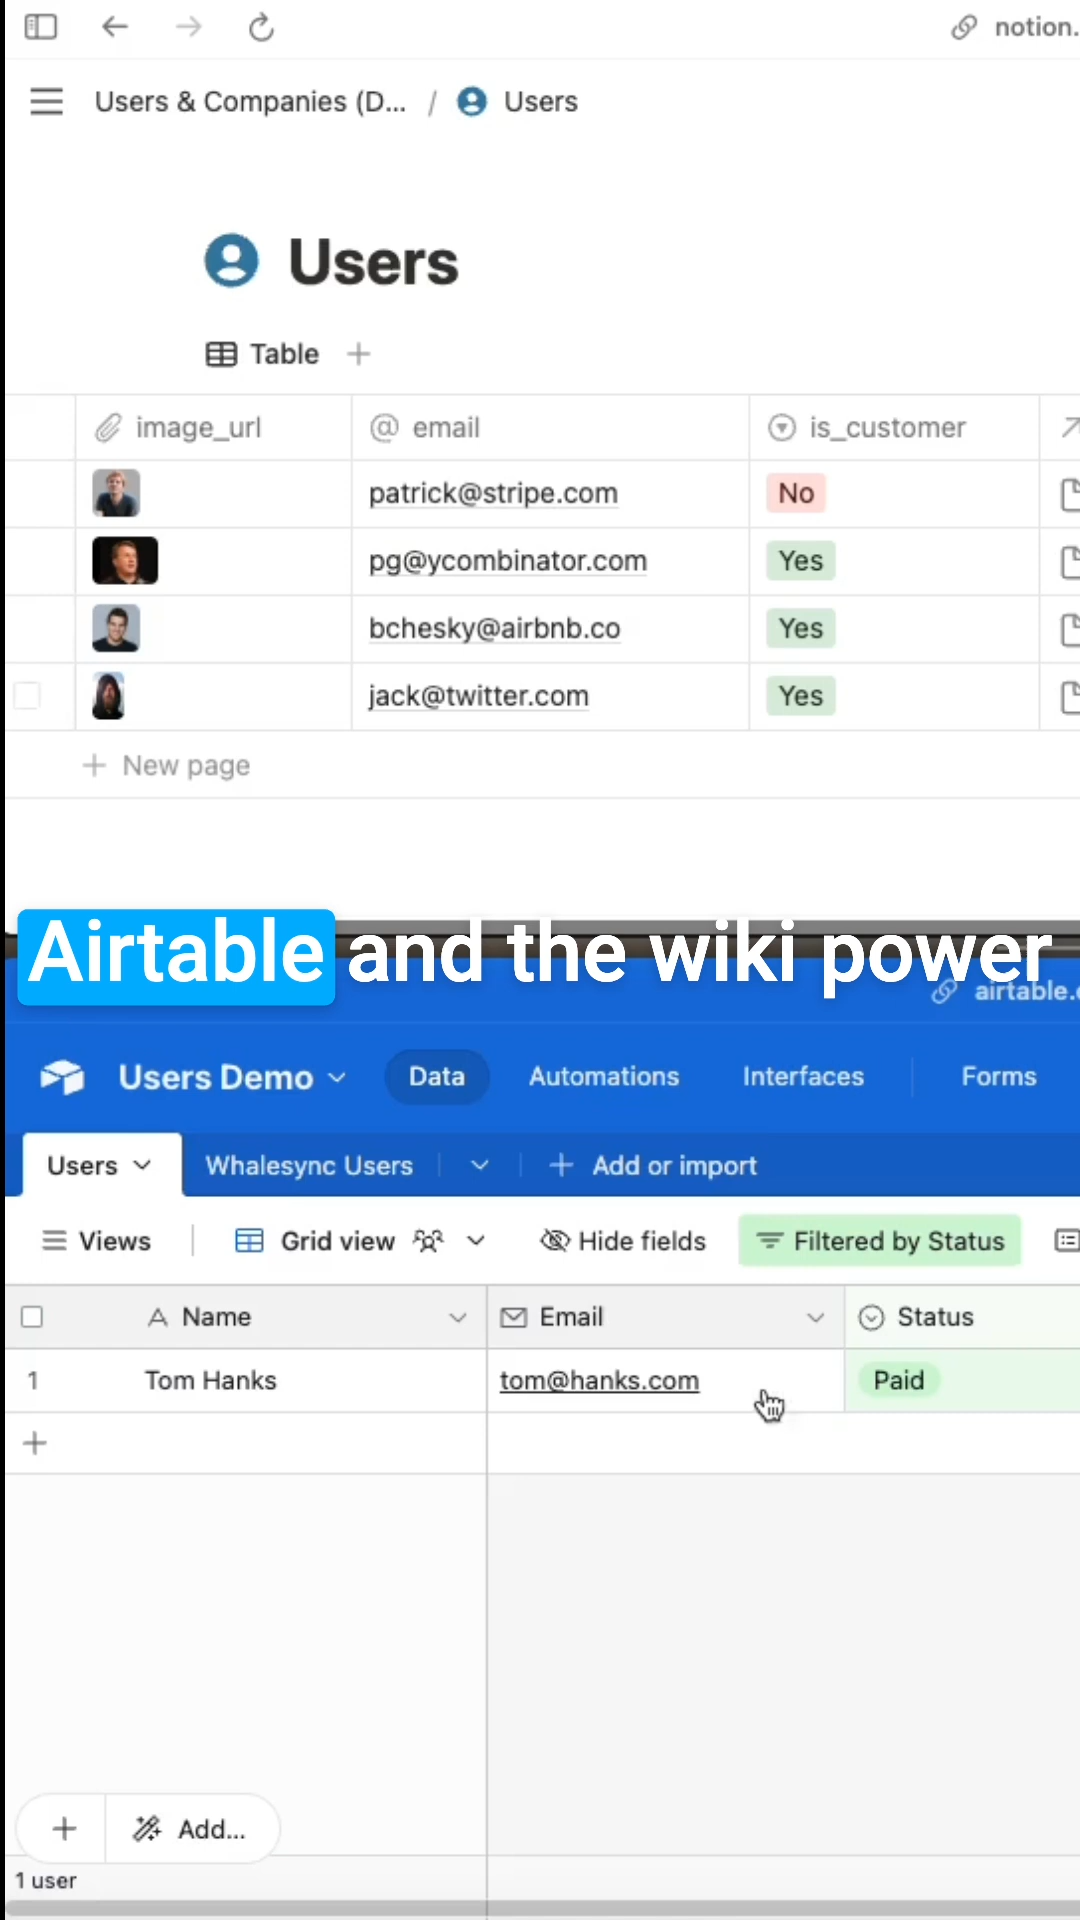 notion.
Users & Companies (D... / Users
Users
Table +
image_url @ email is_customer
patrick@stripe.com No
pg@ycombinator.com Yes
bchesky@airbnb.co Yes
jack@twitter.com Yes
+ New page
Airtable and the wiki power
airtable.
Users Demo Data Automations Interfaces Forms
Users Whalesync Users + Add or import
Views Grid view Hide fields Filtered by Status
A Name Email Status
1 Tom Hanks tom@hanks.com Paid
+
+ Add...
1 user